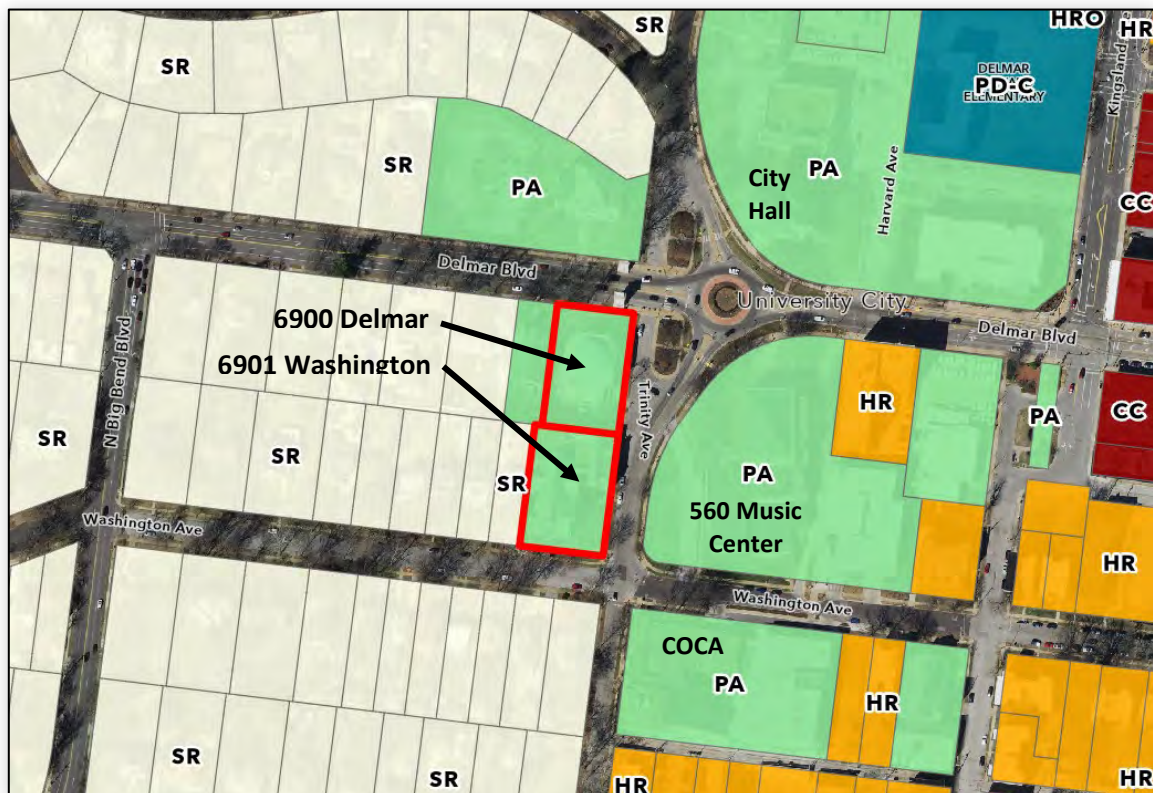 HRO
HR
SR
DELMAR
PD-C
ELEMENTARY
Kingsland Ave
SR
PA
City
Hall
PA
Harvard Ave
CC
Delmar Blvd
University City
Delmar Blvd
6900 Delmar
6901 Washington
N Big Bend Blvd
Trinity Ave
HR
PA
CC
SR
SR
SR
PA
560 Music
Center
Washington Ave
HR
Washington Ave
COCA
PA
HR
SR
SR
HR
HR